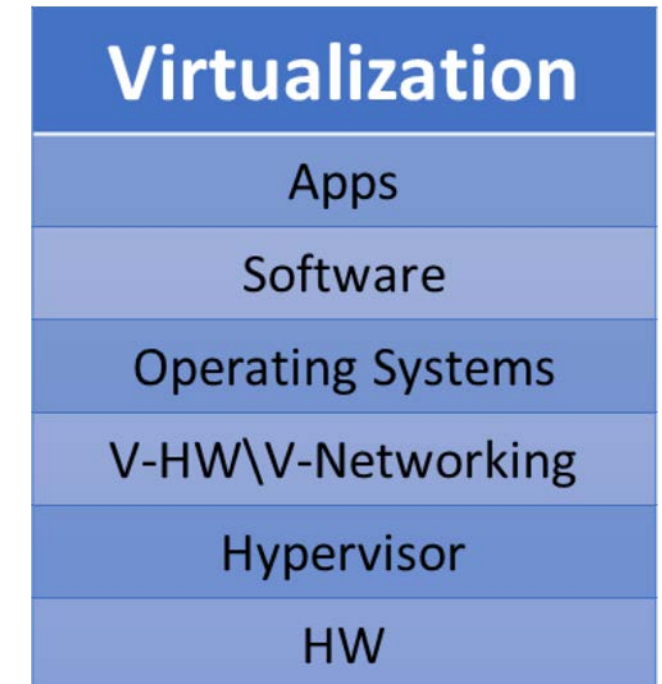 Virtualization
Apps
Software
Operating Systems
V-HW\V-Networking
Hypervisor
HW